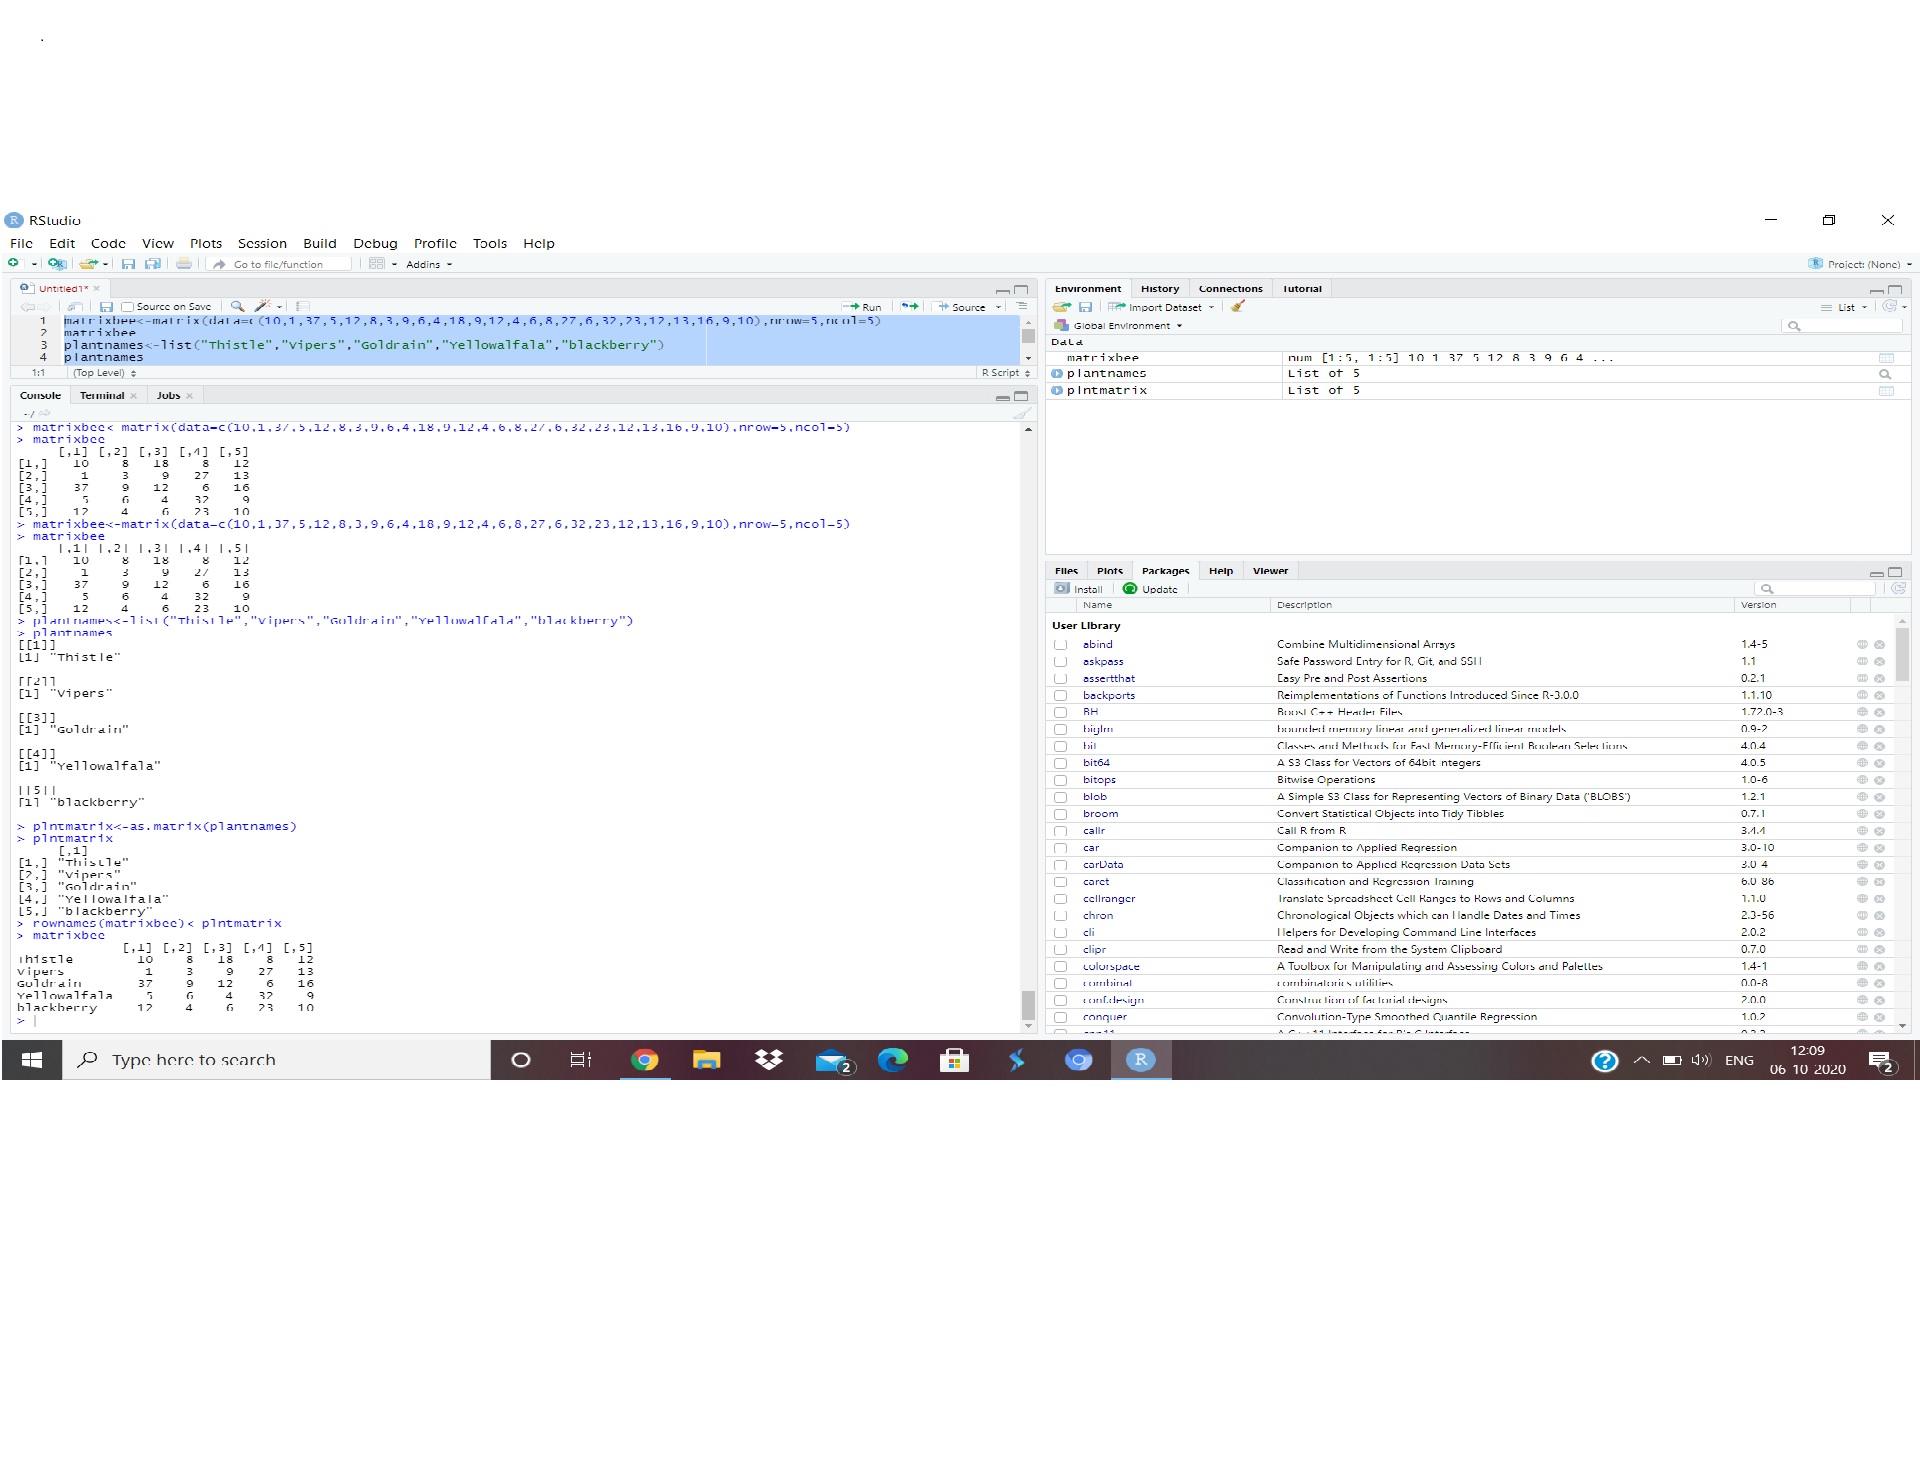 RStudio
File Edit Code View Plots Session Build Debug Profile Tools Help
Go to file/function Addins Project: (None)
Untitled1*
Source on Save Run Source
1 matrixbee<-matrix(data=c(10,1,37,5,12,8,3,9,6,4,18,9,12,4,6,8,27,6,32,23,12,13,16,9,10),nrow=5,ncol=5)
2 matrixbee
3 plantnames<-list("Thistle","Vipers","Goldrain","Yellowalfala","blackberry")
4 plantnames
1:1 (Top Level) R Script
Console Terminal Jobs
~/
> matrixbee<-matrix(data=c(10,1,37,5,12,8,3,9,6,4,18,9,12,4,6,8,27,6,32,23,12,13,16,9,10),nrow=5,ncol=5)
> matrixbee
[,1] [,2] [,3] [,4] [,5]
[1,] 10 8 18 8 12
[2,] 1 3 9 27 13
[3,] 37 9 12 6 16
[4,] 5 6 4 32 9
[5,] 12 4 6 23 10
> matrixbee<-matrix(data=c(10,1,37,5,12,8,3,9,6,4,18,9,12,4,6,8,27,6,32,23,12,13,16,9,10),nrow=5,ncol=5)
> matrixbee
[,1] [,2] [,3] [,4] [,5]
[1,] 10 8 18 8 12
[2,] 1 3 9 27 13
[3,] 37 9 12 6 16
[4,] 5 6 4 32 9
[5,] 12 4 6 23 10
> plantnames<-list("Thistle","Vipers","Goldrain","Yellowalfala","blackberry")
> plantnames
[[1]]
[1] "Thistle"
[[2]]
[1] "Vipers"
[[3]]
[1] "Goldrain"
[[4]]
[1] "Yellowalfala"
[[5]]
[1] "blackberry"
> plntmatrix<-as.matrix(plantnames)
> plntmatrix
[,1]
[1,] "Thistle"
[2,] "Vipers"
[3,] "Goldrain"
[4,] "Yellowalfala"
[5,] "blackberry"
> rownames(matrixbee)<-plntmatrix
> matrixbee
[,1] [,2] [,3] [,4] [,5]
Thistle 10 8 18 8 12
Vipers 1 3 9 27 13
Goldrain 37 9 12 6 16
Yellowalfala 5 6 4 32 9
blackberry 12 4 6 23 10
>
Environment History Connections Tutorial
Import Dataset List
Global Environment
Data
matrixbee num [1:5, 1:5] 10 1 37 5 12 8 3 9 6 4 ...
plantnames List of 5
plntmatrix List of 5
Files Plots Packages Help Viewer
Install Update
Name Description Version
User Library
abind Combine Multidimensional Arrays 1.4-5
askpass Safe Password Entry for R, Git, and SSH 1.1
assertthat Easy Pre and Post Assertions 0.2.1
backports Reimplementations of Functions Introduced Since R-3.0.0 1.1.10
BH Boost C++ Header Files 1.72.0-3
biglm bounded memory linear and generalized linear models 0.9-2
bit Classes and Methods for Fast Memory-Efficient Boolean Selections 4.0.4
bit64 A S3 Class for Vectors of 64bit Integers 4.0.5
bitops Bitwise Operations 1.0-6
blob A Simple S3 Class for Representing Vectors of Binary Data ('BLOBS') 1.2.1
broom Convert Statistical Objects into Tidy Tibbles 0.7.1
callr Call R from R 3.4.4
car Companion to Applied Regression 3.0-10
carData Companion to Applied Regression Data Sets 3.0-4
caret Classification and Regression Training 6.0-86
cellranger Translate Spreadsheet Cell Ranges to Rows and Columns 1.1.0
chron Chronological Objects which can Handle Dates and Times 2.3-56
cli Helpers for Developing Command Line Interfaces 2.0.2
clipr Read and Write from the System Clipboard 0.7.0
colorspace A Toolbox for Manipulating and Assessing Colors and Palettes 1.4-1
combinat combinatorics utilities 0.0-8
conf.design Construction of factorial designs 2.0.0
conquer Convolution-Type Smoothed Quantile Regression 1.0.2
Type here to search 2 ENG 12:09 06-10-2020 2